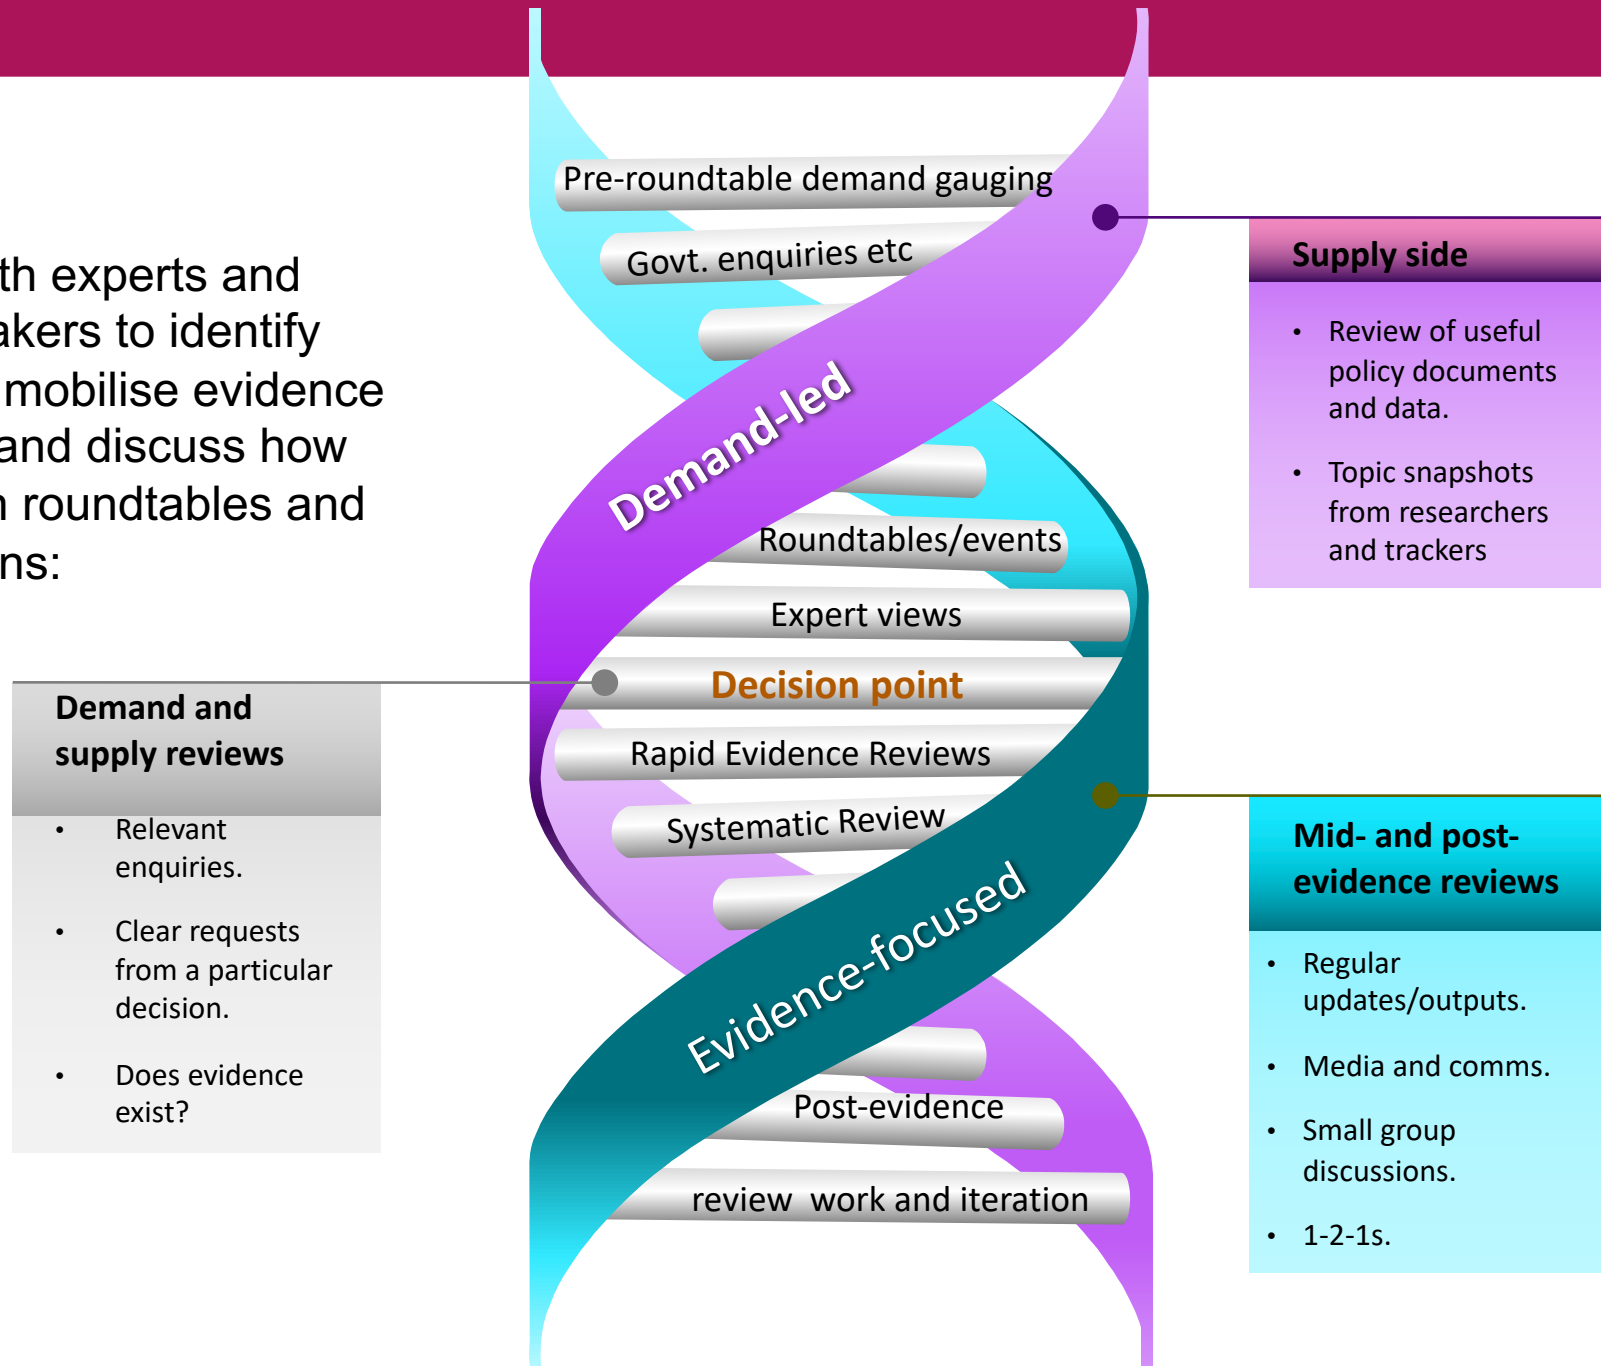 th experts and
akers to identify
mobilise evidence
and discuss how
n roundtables and
ns:
Pre-roundtable demand gauging
Govt. enquiries etc
Demand-led
Roundtables/events
Expert views
Decision point
Rapid Evidence Reviews
Systematic Review
Evidence-focused
Post-evidence
review work and iteration
Supply side
• Review of useful
policy documents
and data.
• Topic snapshots
from researchers
and trackers
Demand and
supply reviews
• Relevant
enquiries.
• Clear requests
from a particular
decision.
• Does evidence
exist?
Mid- and post-
evidence reviews
• Regular
updates/outputs.
• Media and comms.
• Small group
discussions.
• 1-2-1s.